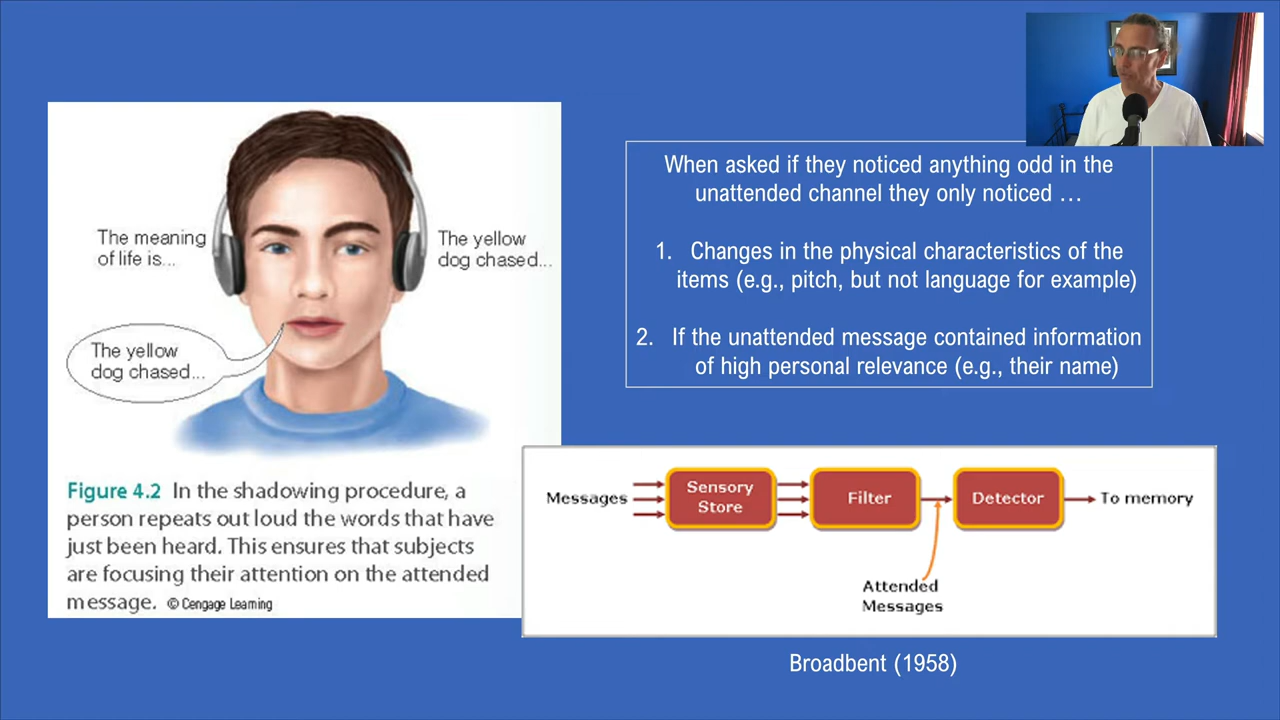 The meaning
of life is...
The yellow
dog chased...
The yellow
dog chased...
Figure 4.2 In the shadowing procedure, a
person repeats out loud the words that have
just been heard. This ensures that subjects
are focusing their attention on the attended
message. © Cengage Learning
When asked if they noticed anything odd in the
unattended channel they only noticed …
1. Changes in the physical characteristics of the
items (e.g., pitch, but not language for example)
2. If the unattended message contained information
of high personal relevance (e.g., their name)
Messages
Sensory
Store
Filter
Detector
To memory
Attended
Messages
Broadbent (1958)